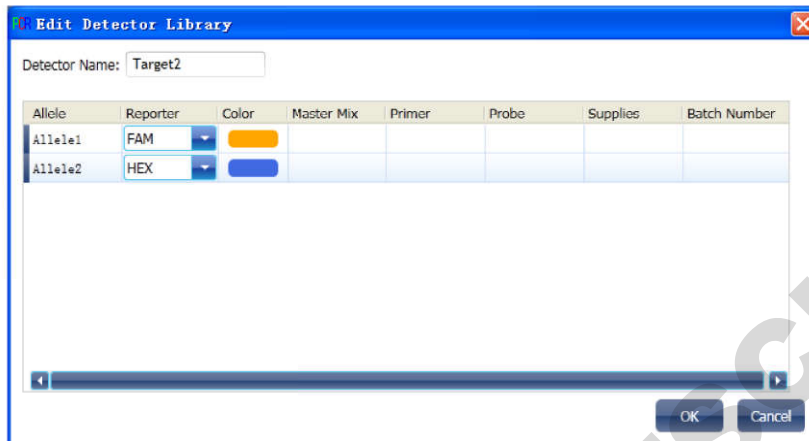 PCR Edit Detector Library
Detector Name: Target2
Allele Reporter Color Master Mix Primer Probe Supplies Batch Number
Allele1 FAM
Allele2 HEX
OK Cancel